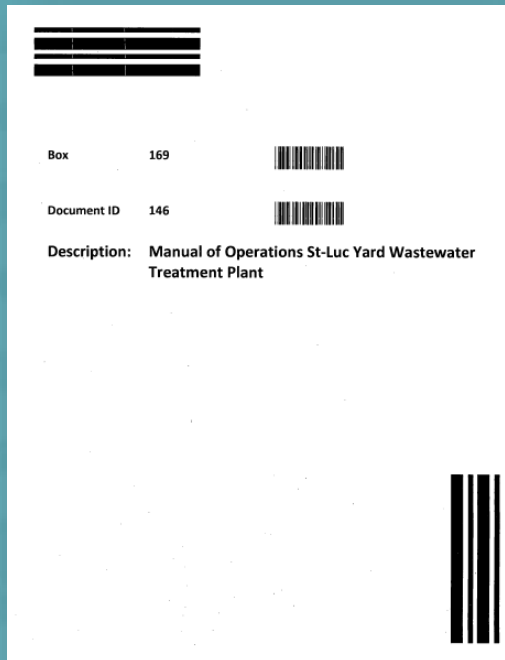 Box 169
Document ID 146
Description: Manual of Operations St-Luc Yard Wastewater
Treatment Plant